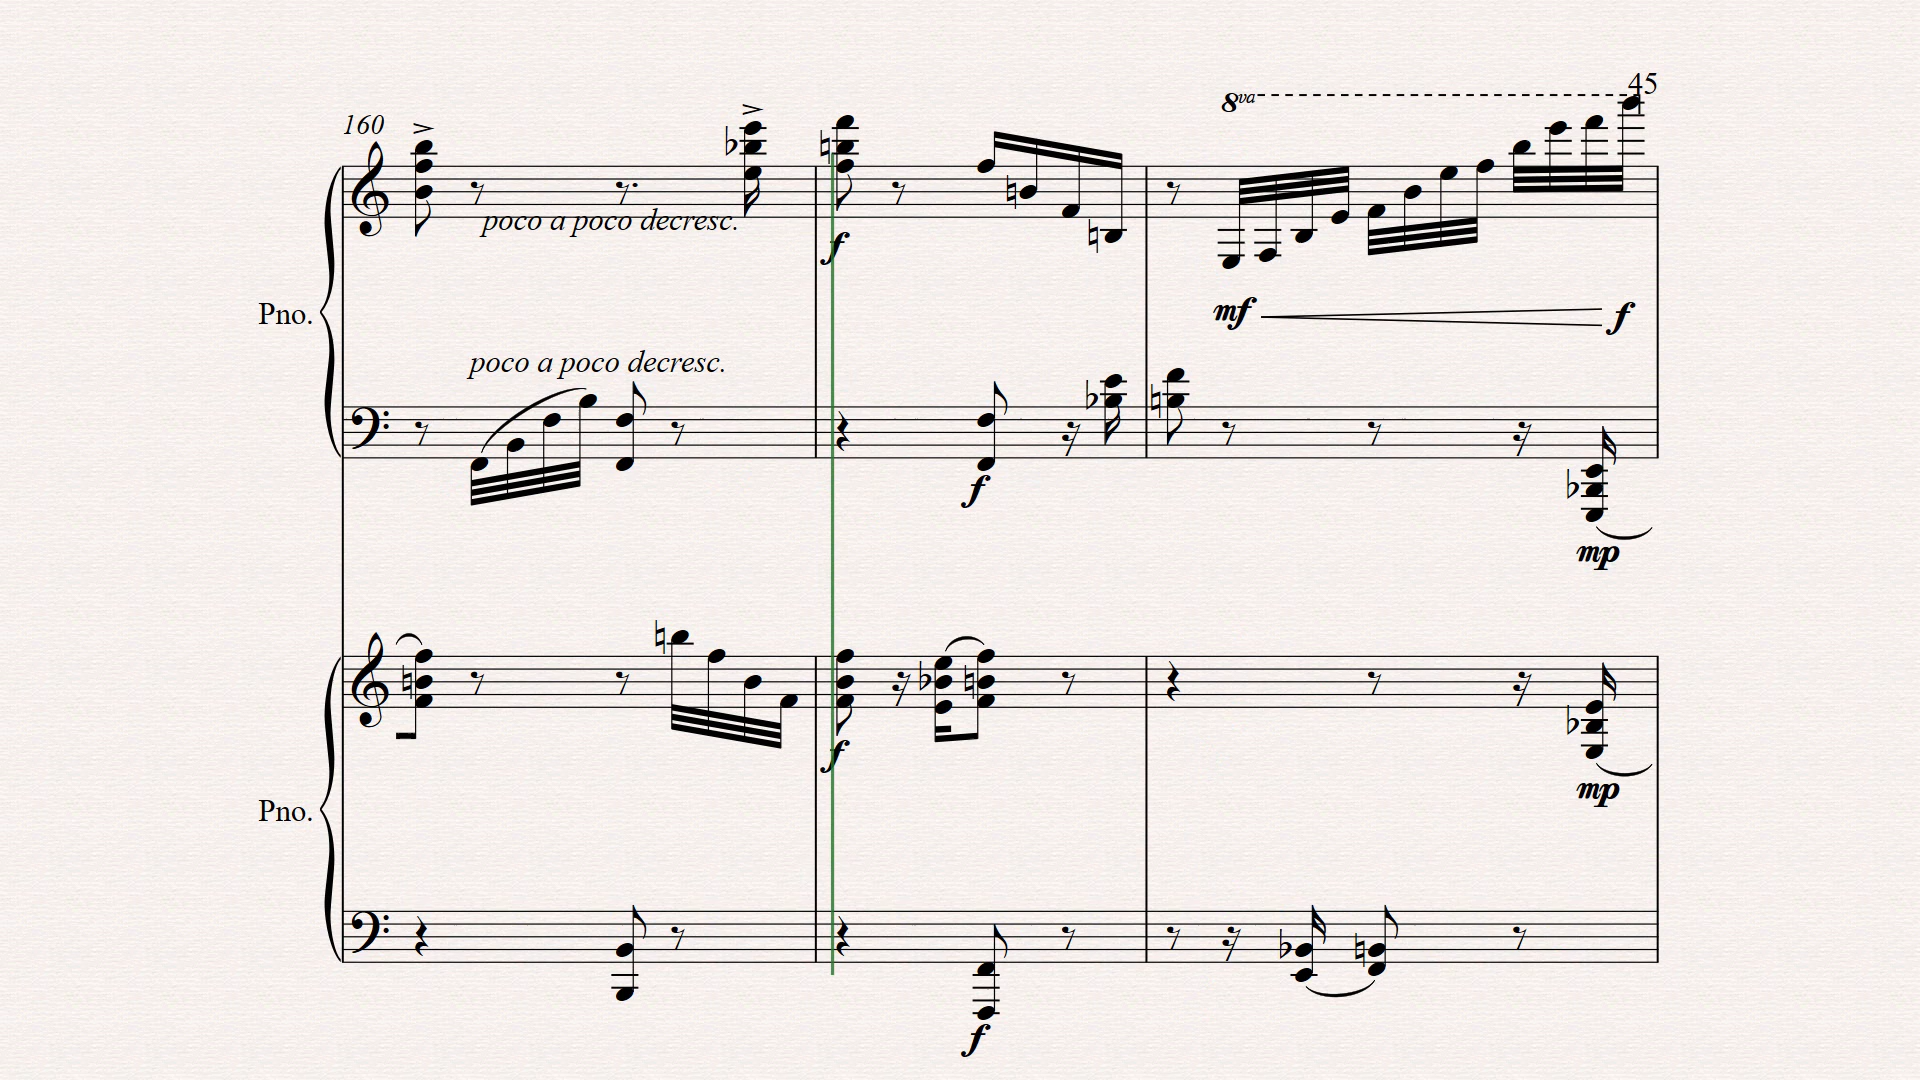 45
160
8va
poco a poco decresc.
f
Pno.
mf f
poco a poco decresc.
f
mp
f
mp
Pno.
f